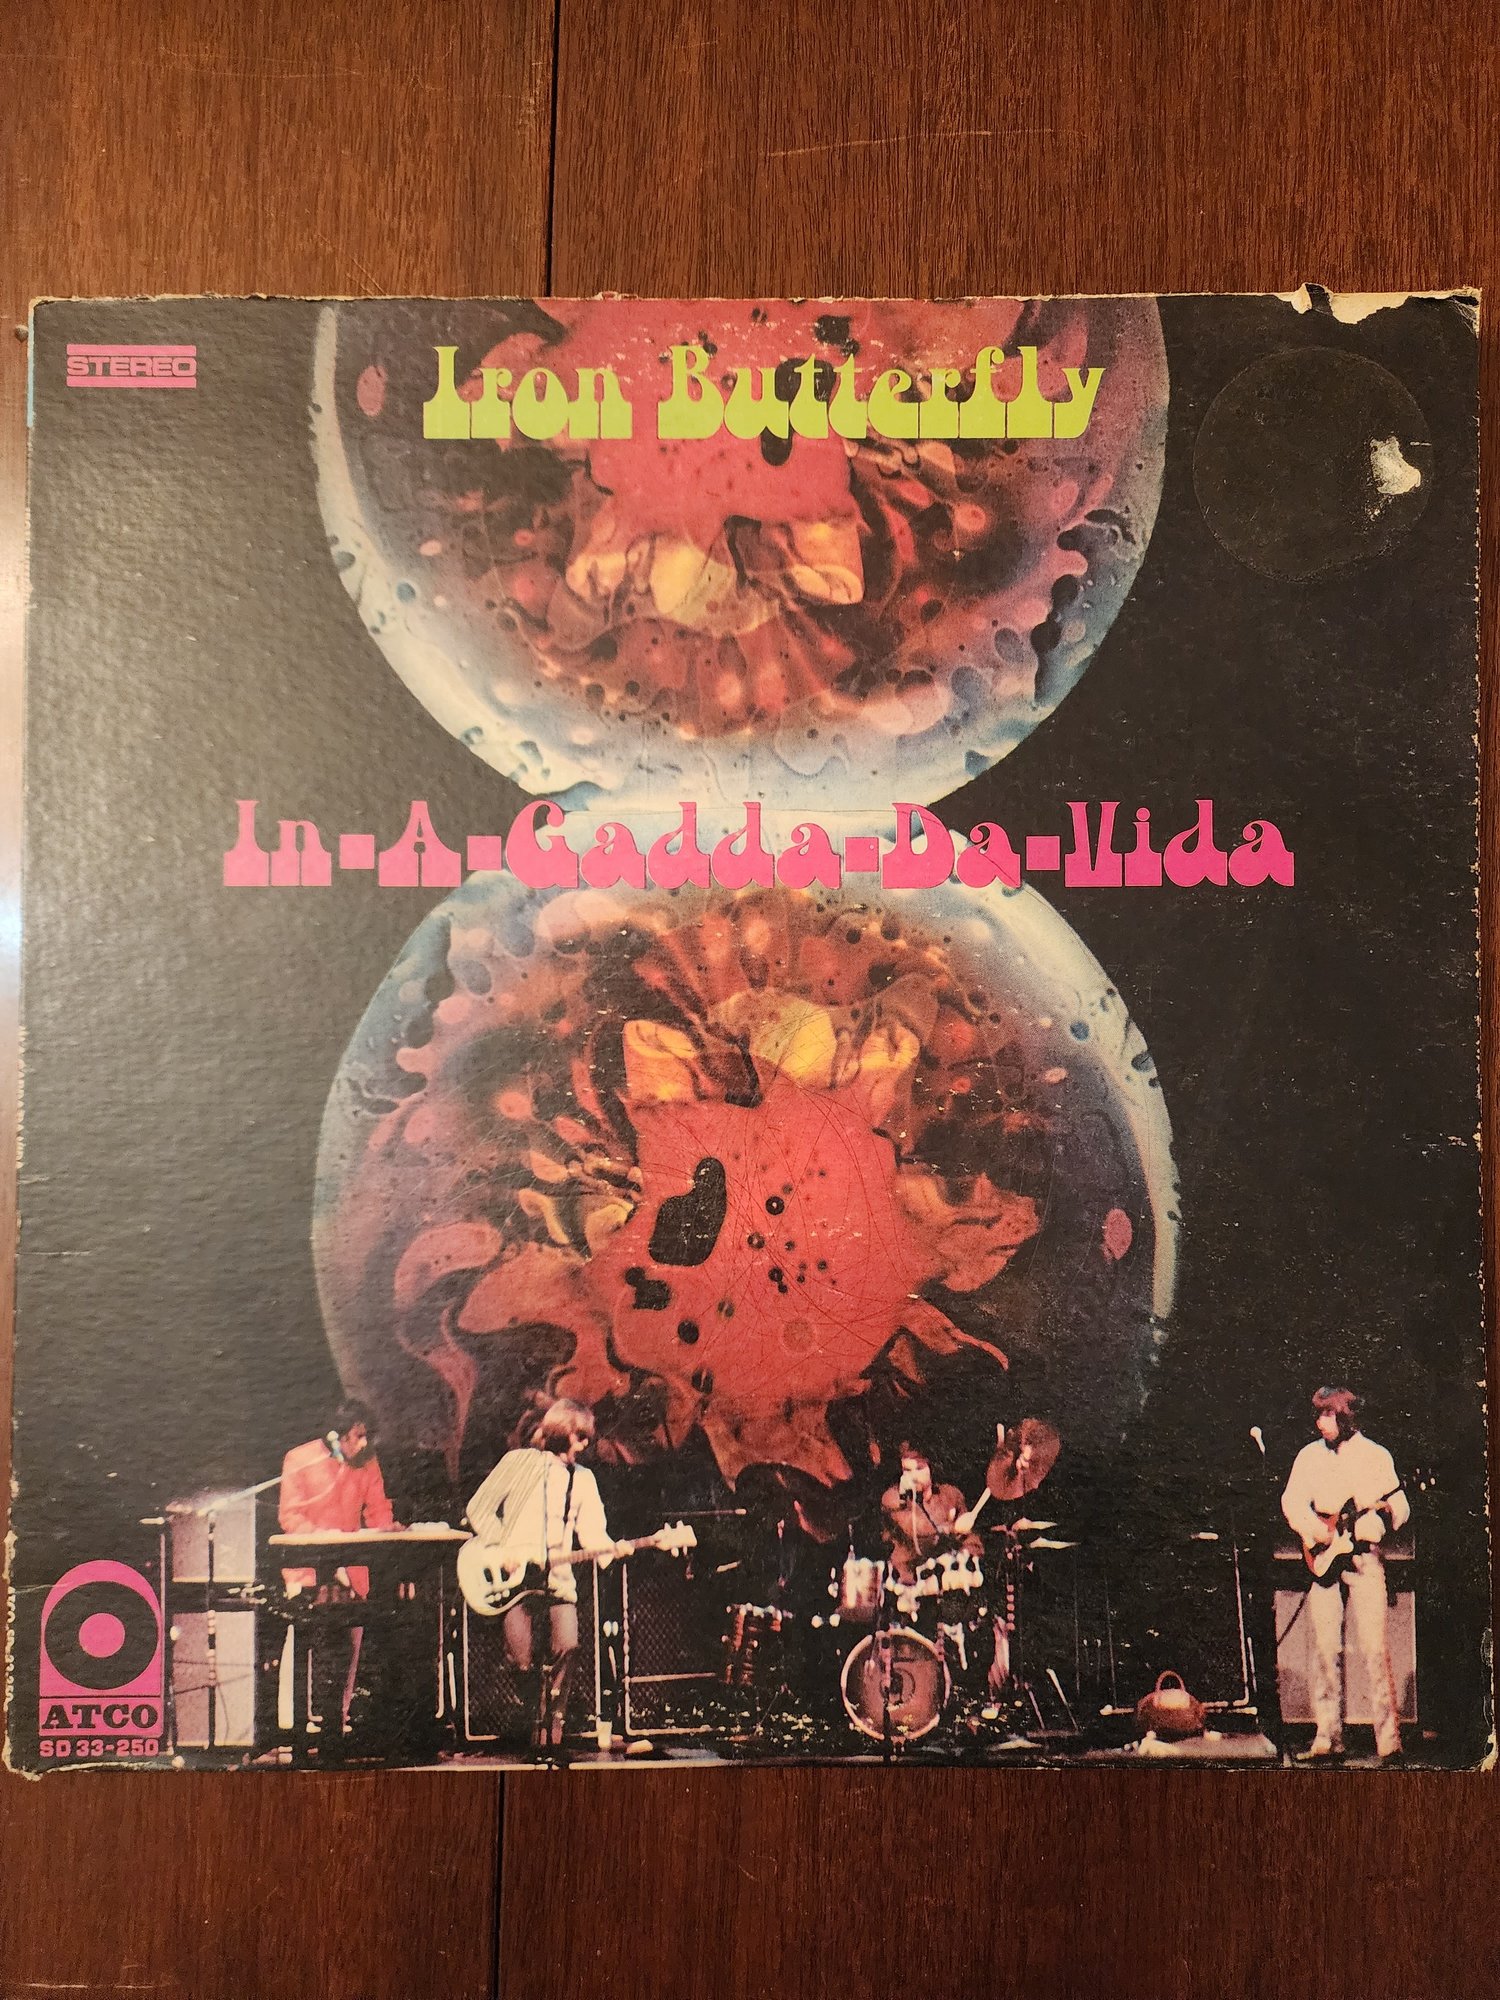 STEREO
Iron Butterfly
In-A-Gadda-Da-Vida
ATCO
SD 33-250